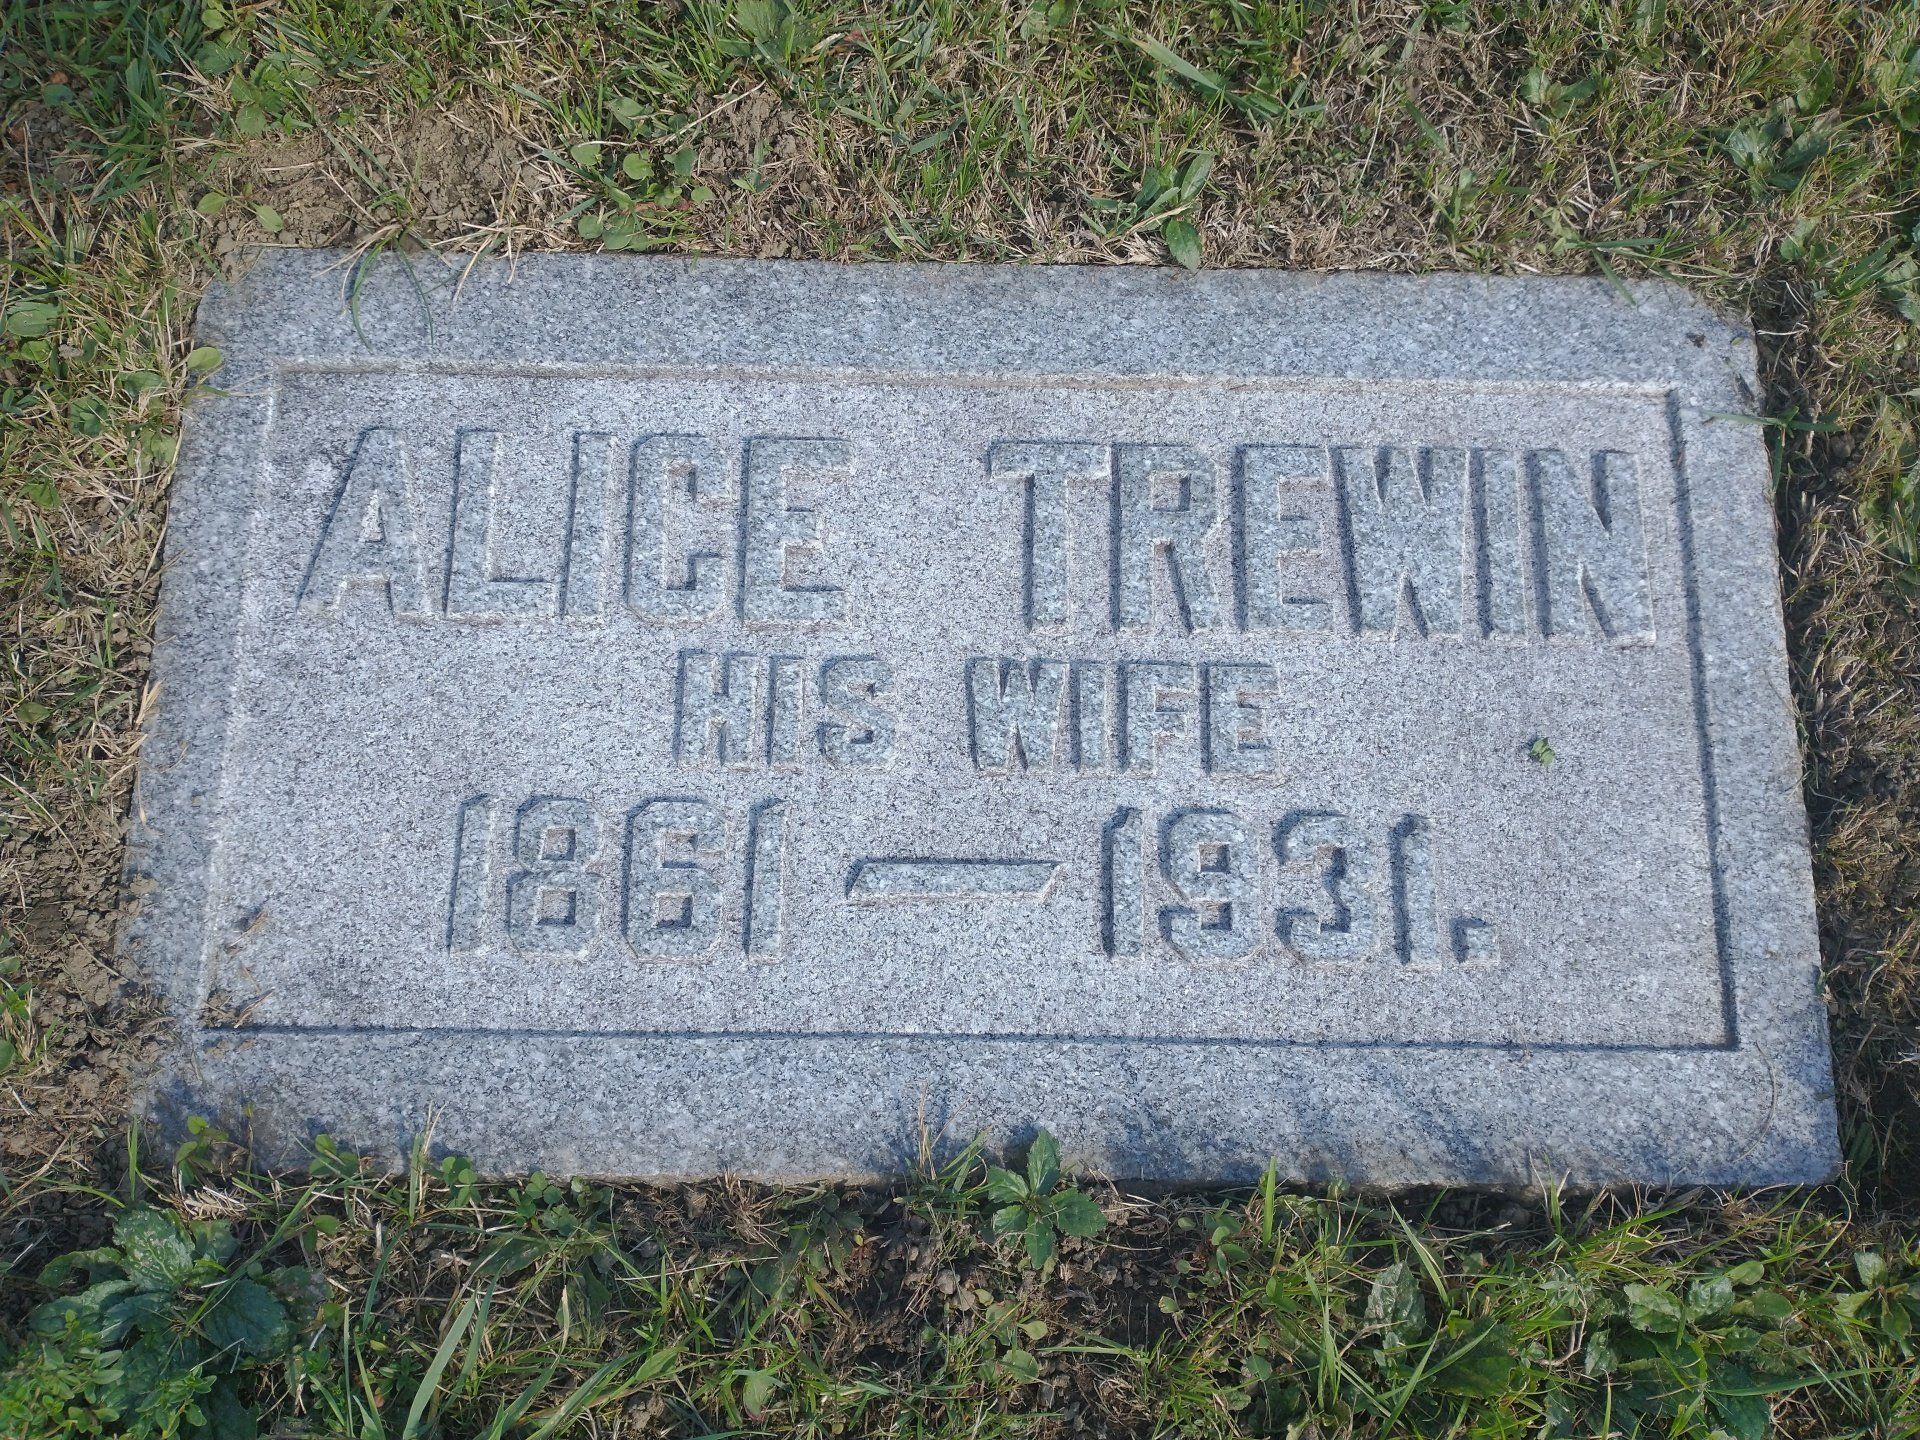 ALICE TREWIN
HIS WIFE
1861 — 1931.